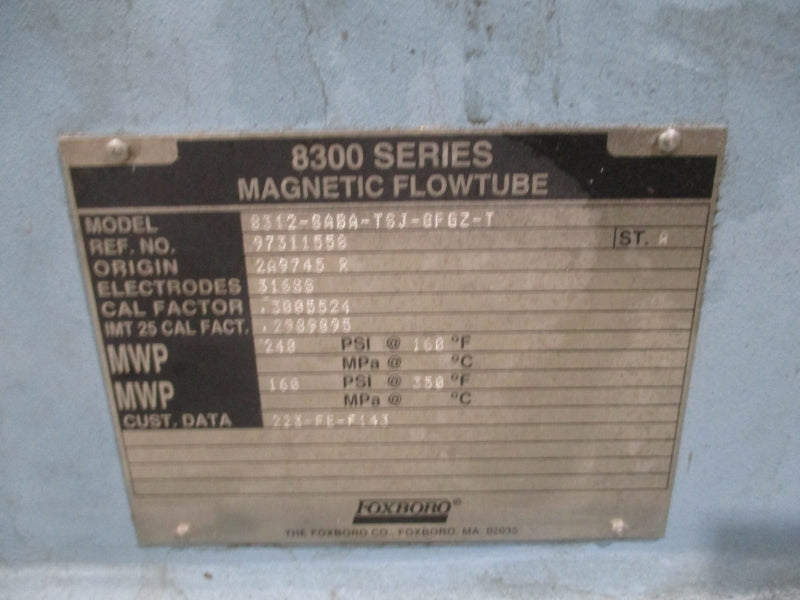 8300 SERIES
MAGNETIC FLOWTUBE
MODEL 8312-SABA-TSJ-GFGZ-T
REF. NO. 97311558 ST. A
ORIGIN 2A9745 R
ELECTRODES 316SS
CAL FACTOR .3005524
IMT 25 CAL FACT. .2989895
MWP 240 PSI @ 160 °F
MPa @ °C
MWP 160 PSI @ 350 °F
MPa @ °C
CUST. DATA 223-FE-F143
FOXBORO®
THE FOXBORO CO., FOXBORO, MA. 02035